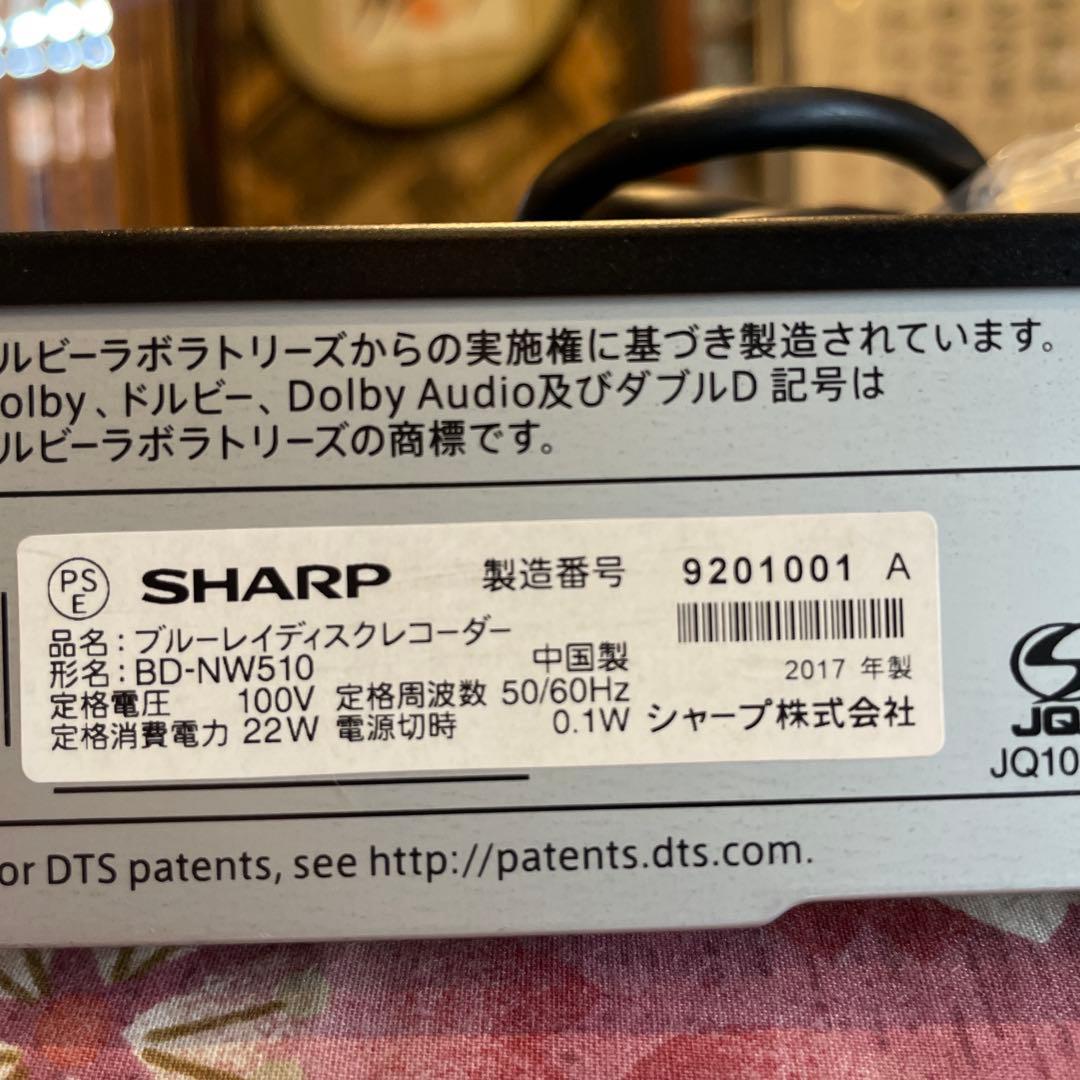 ルビーラボラトリーズからの実施権に基づき製造されています。
olby、ドルビー、Dolby Audio及びダブルD 記号は
ルビーラボラトリーズの商標です。
PS
E
SHARP 製造番号 9201001 A
品名：ブルーレイディスクレコーダー
形名：BD-NW510 中国製 2017 年製
定格電圧 100V 定格周波数 50/60Hz
定格消費電力 22W 電源切時 0.1W シャープ株式会社
JQ
JQ10
or DTS patents, see http://patents.dts.com.